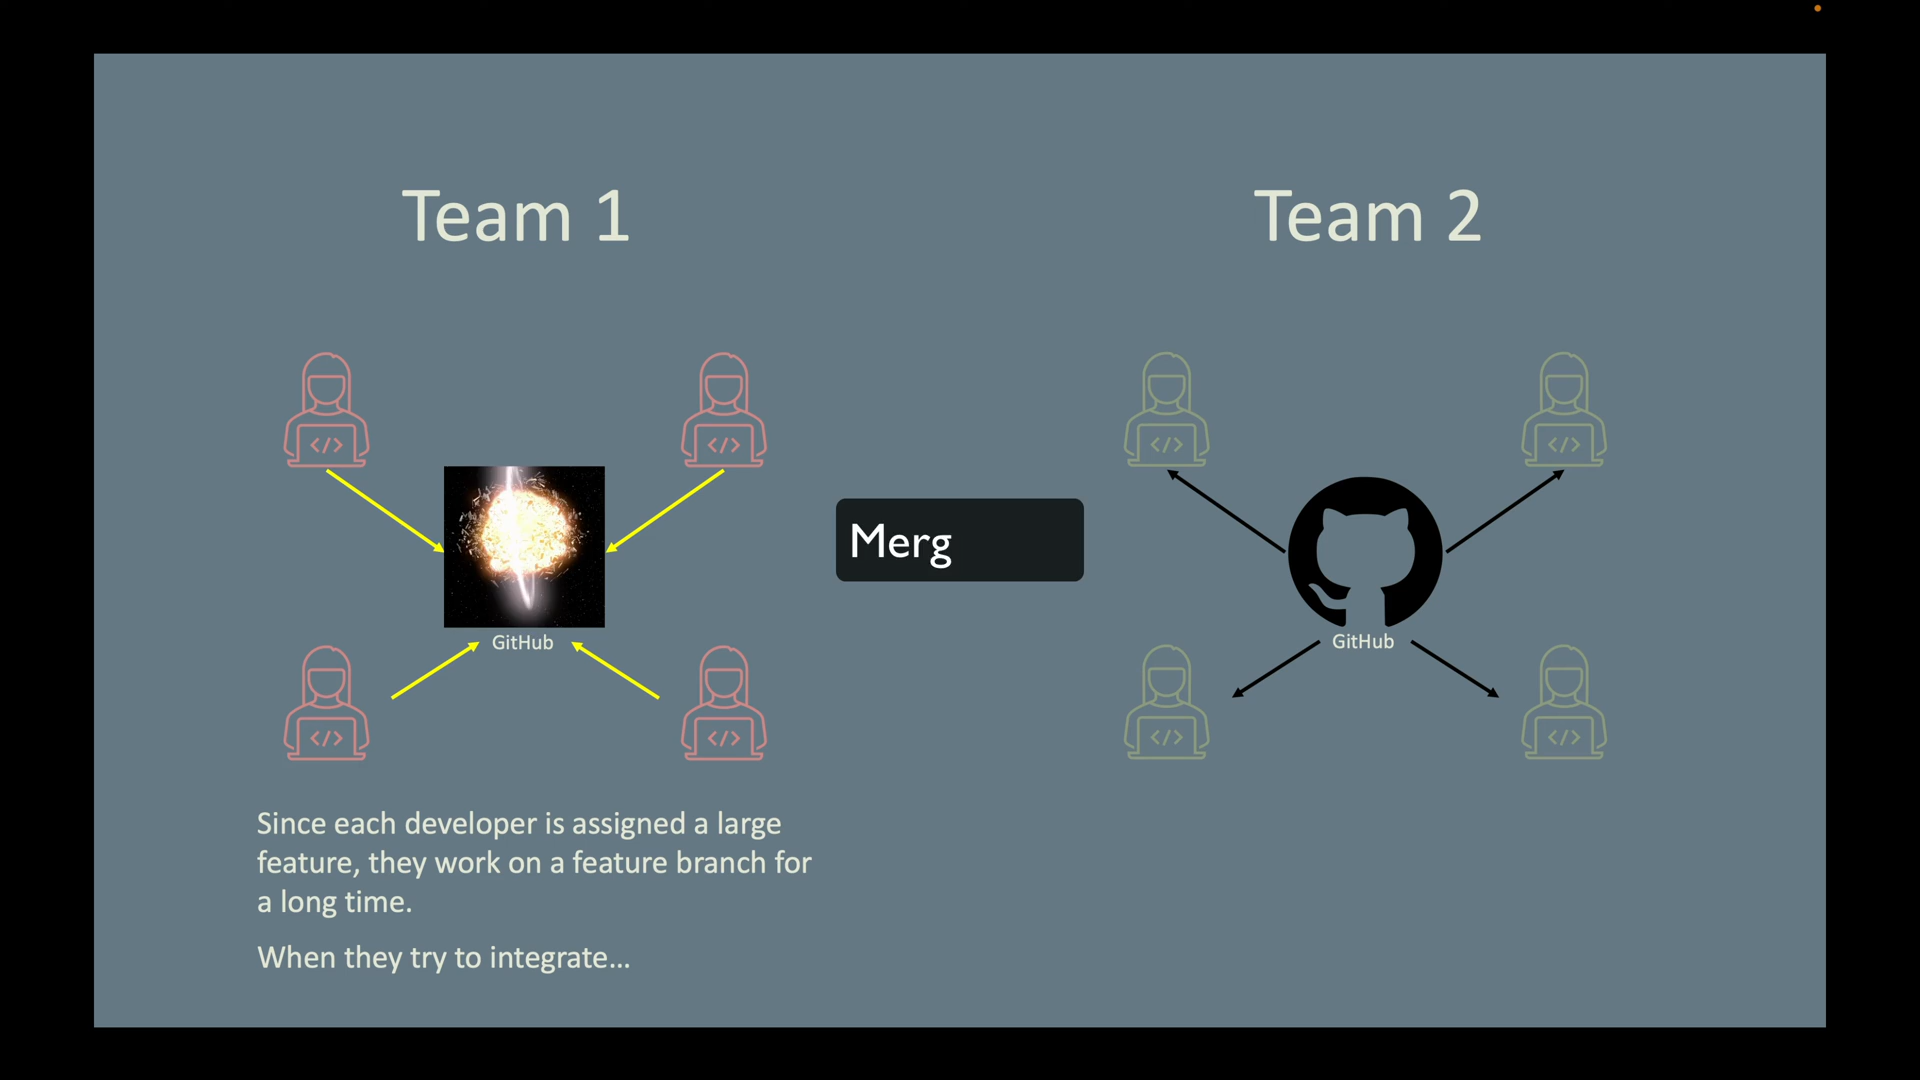 Team 1
Team 2
</>
</>
</>
</>
Merg
GitHub
GitHub
</>
</>
</>
</>
Since each developer is assigned a large
feature, they work on a feature branch for
a long time.
When they try to integrate...